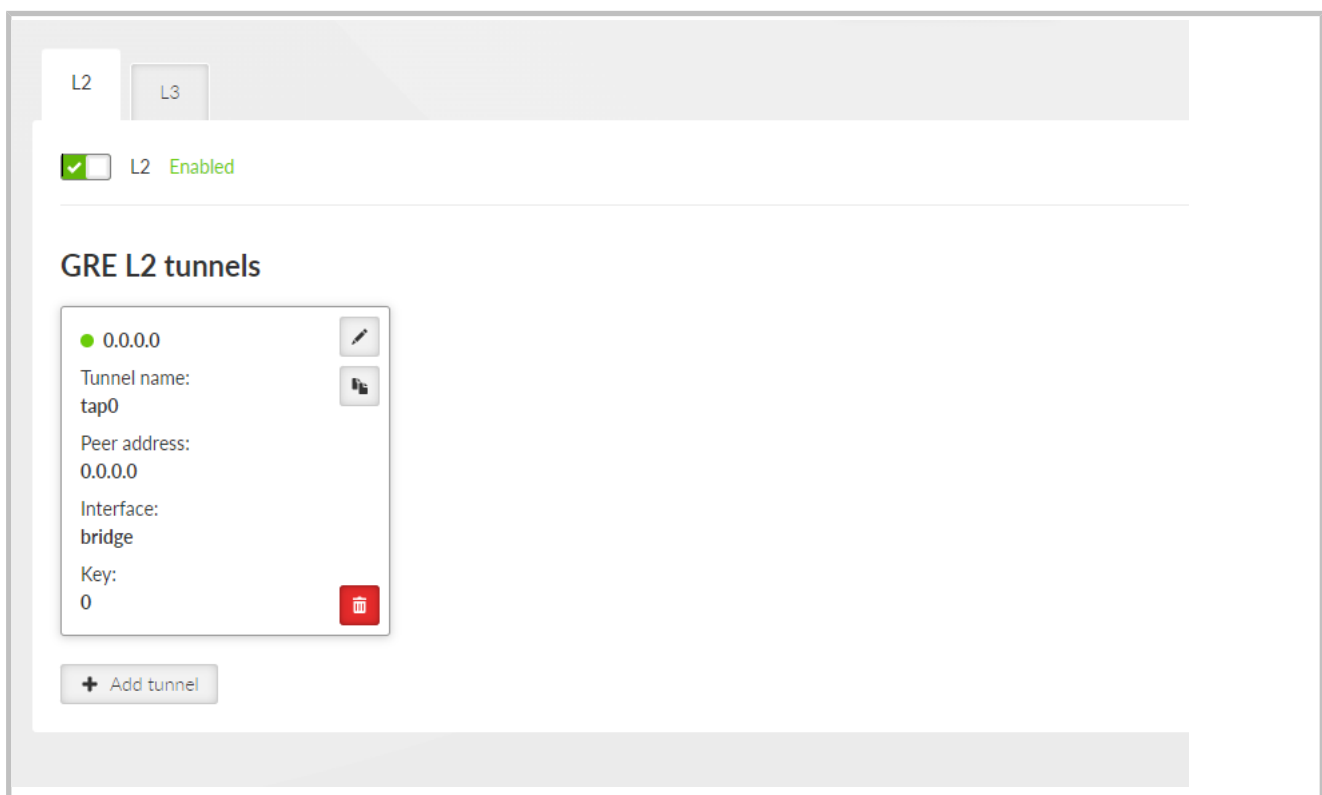 L2
L3
L2 Enabled
GRE L2 tunnels
0.0.0.0
Tunnel name:
tap0
Peer address:
0.0.0.0
Interface:
bridge
Key:
0
Add tunnel